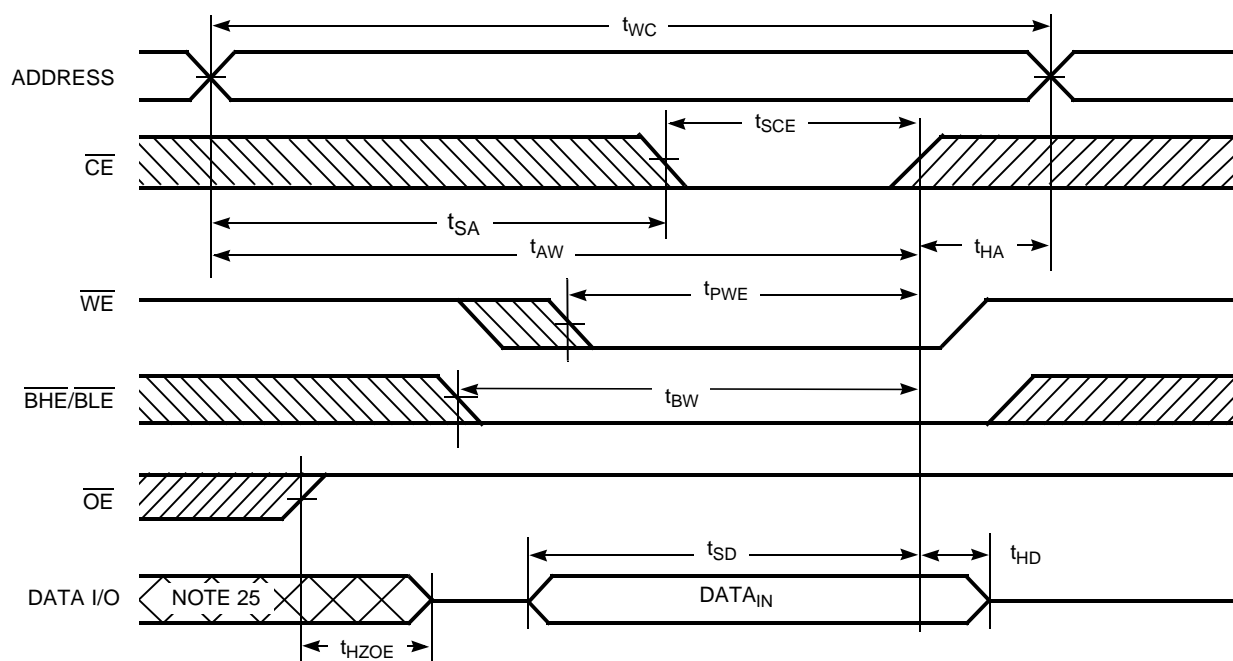 tWC
ADDRESS
tSCE
CE
tSA
tAW
tHA
WE
tPWE
BHE/BLE
tBW
OE
tSD
tHD
DATA I/O
NOTE 25
DATAIN
tHZOE